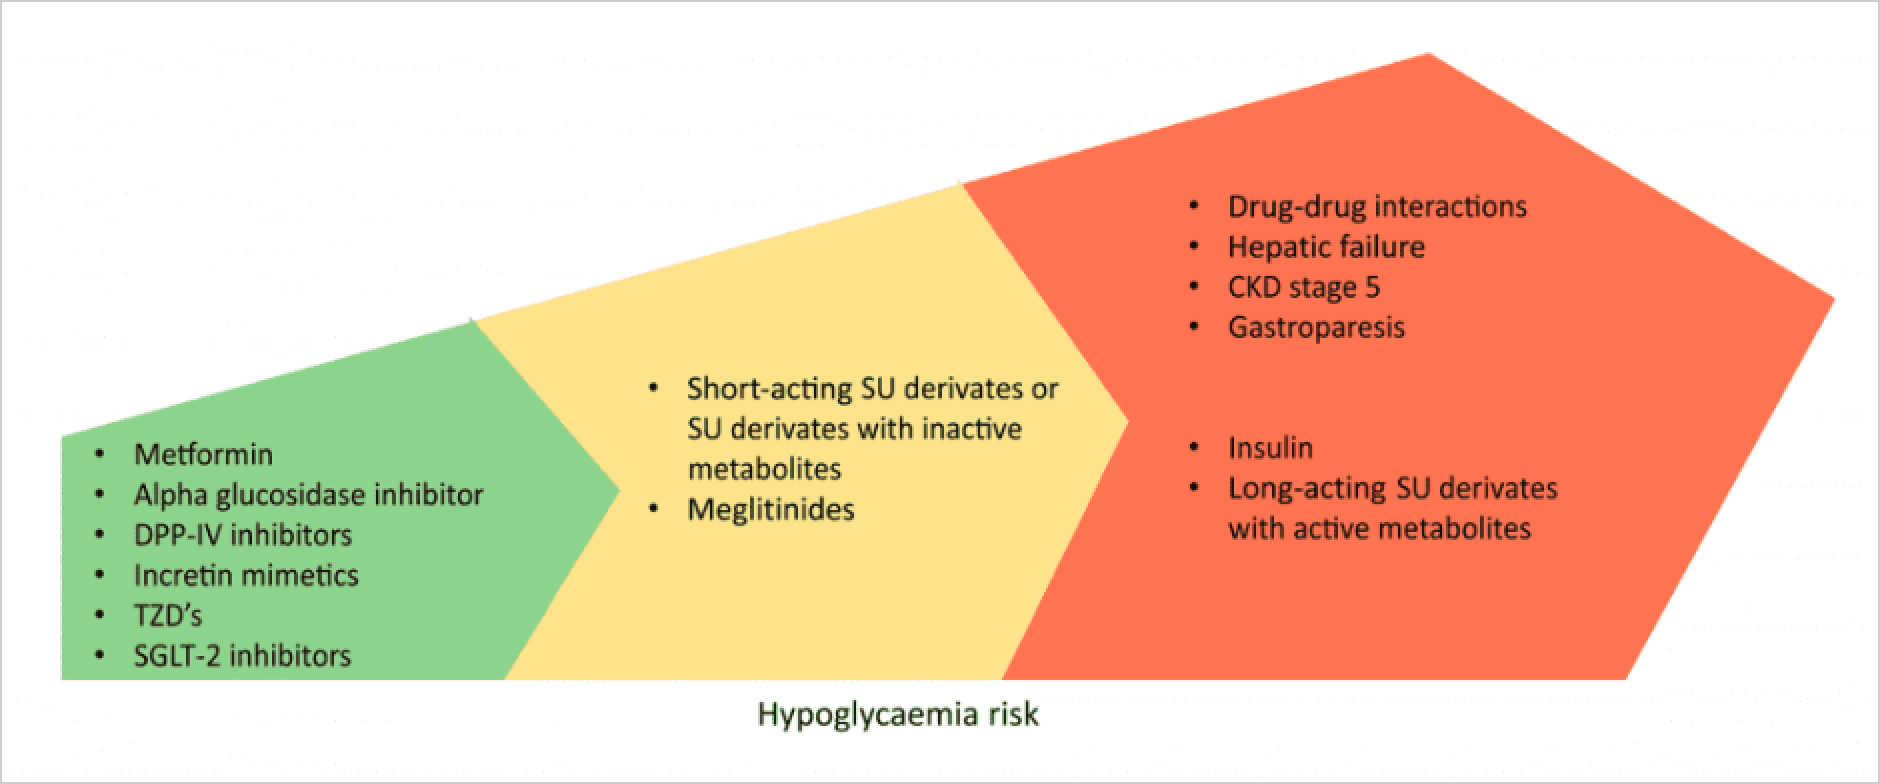 • Metformin
• Alpha glucosidase inhibitor
• DPP-IV inhibitors
• Incretin mimetics
• TZD’s
• SGLT-2 inhibitors
• Short-acting SU derivates or
SU derivates with inactive
metabolites
• Meglitinides
• Drug-drug interactions
• Hepatic failure
• CKD stage 5
• Gastroparesis
• Insulin
• Long-acting SU derivates
with active metabolites
Hypoglycaemia risk